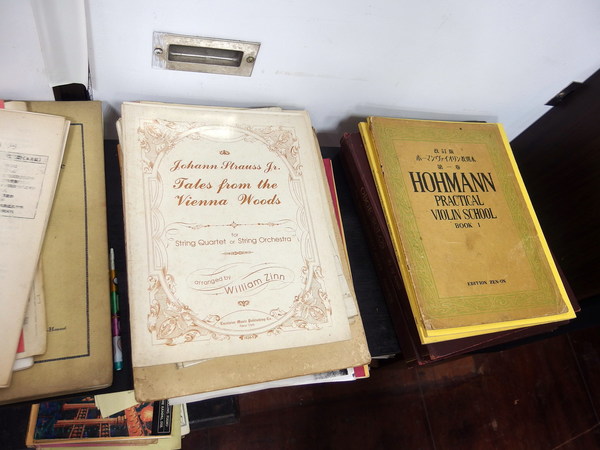 Johann Strauss Jr.
Tales from the
Vienna Woods
for
String Quartet or String Orchestra
arranged by William Zinn
改訂版
ホーマンヴァイオリン教則本
第一巻
HOHMANN
PRACTICAL
VIOLIN SCHOOL
BOOK 1
EDITION ZEN-ON